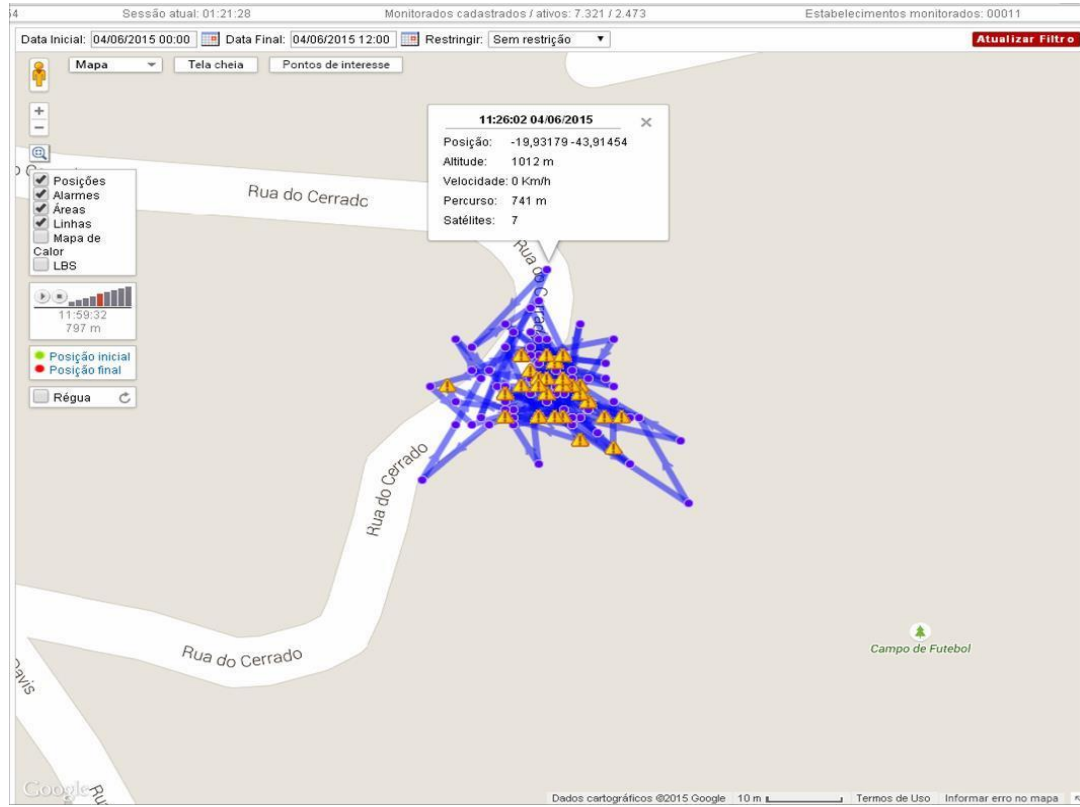 54 Sessão atual: 01:21:28 Monitorados cadastrados / ativos: 7.321 / 2.473 Estabelecimentos monitorados: 00011
Data Inicial: 04/06/2015 00:00 Data Final: 04/06/2015 12:00 Restringir: Sem restrição Atualizar Filtro
Mapa Tela cheia Pontos de interesse
11:26:02 04/06/2015
Posição: -19,93179 -43,91454
Altitude: 1012 m
Velocidade: 0 Km/h
Percurso: 741 m
Satélites: 7
Posições
Alarmes
Áreas
Linhas
Mapa de
Calor
LBS
11:59:32
797 m
Posição inicial
Posição final
Régua
Rua do Cerrado
Rua do Cerrado
Rua do Cerrado
Rua do Cerrado
Campo de Futebol
Google
Dados cartográficos ©2015 Google 10 m Termos de Uso Informar erro no mapa